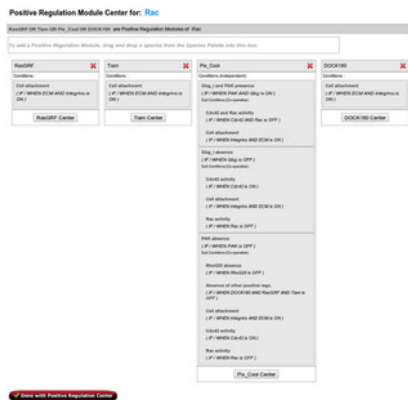 Positive Regulation Module Center for: Rac
RasGRF OR Tiam OR Pix_Cool OR DOCK180 are Positive Regulation Modules of Rac
To add a Positive Regulation Module, drag and drop a species from the Species Palette into this box.
RasGRF
Conditions:
Cell attachment
( IF / WHEN ECM AND Integrins is ON )
RasGRF Center
Tiam
Conditions:
Cell attachment
( IF / WHEN ECM AND Integrins is ON )
Tiam Center
Pix_Cool
Conditions (Independent):
Gbg_i and PAK presence
( IF / WHEN PAK AND Gbg is ON )
Sub Conditions (Co-operative)
Cdc42 and Rac activity
( IF / WHEN Cdc42 AND Rac is OFF )
Cell attachment
( IF / WHEN Integrins AND ECM is ON )
Gbg_i absence
( IF / WHEN Gbg is OFF )
Sub Conditions (Co-operative)
Cdc42 activity
( IF / WHEN Cdc42 is ON )
Cell attachment
( IF / WHEN Integrins AND ECM is ON )
Rac activity
( IF / WHEN Rac is OFF )
PAK absence
( IF / WHEN PAK is OFF )
Sub Conditions (Co-operative)
RhoGDI absence
( IF / WHEN RhoGDI is OFF )
Absence of other positive regs.
( IF / WHEN DOCK180 AND RasGRF AND Tiam is OFF )
Cell attachment
( IF / WHEN Integrins AND ECM is ON )
Cdc42 activity
( IF / WHEN Cdc42 is ON )
Rac activity
( IF / WHEN Rac is OFF )
Pix_Cool Center
DOCK180
Conditions:
Cell attachment
( IF / WHEN Integrins AND ECM is ON )
DOCK180 Center
Done with Positive Regulation Center